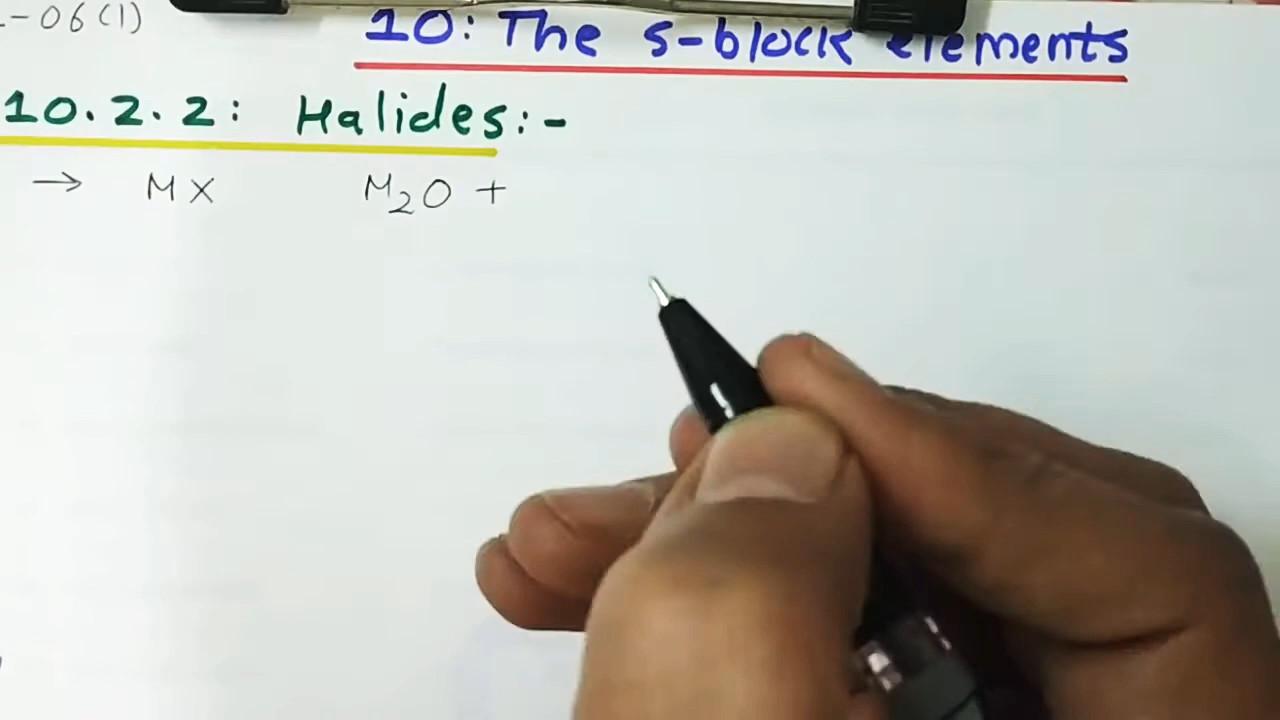 -06(1)
10: The s-block elements
10.2.2: Halides:-
→ MX M₂O +